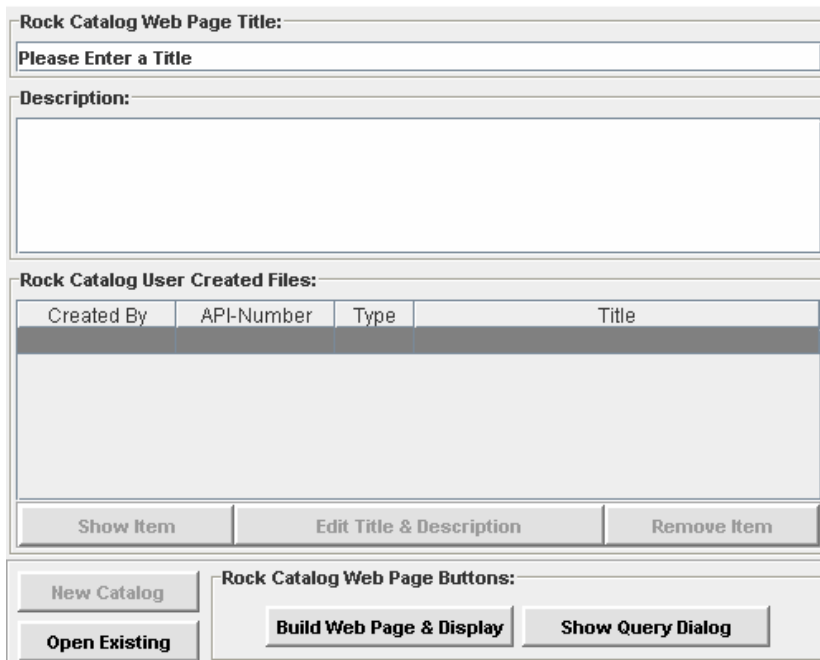 Rock Catalog Web Page Title:
Please Enter a Title
Description:
Rock Catalog User Created Files:
Created By API-Number Type Title
Show Item Edit Title & Description Remove Item
New Catalog
Rock Catalog Web Page Buttons:
Build Web Page & Display Show Query Dialog
Open Existing